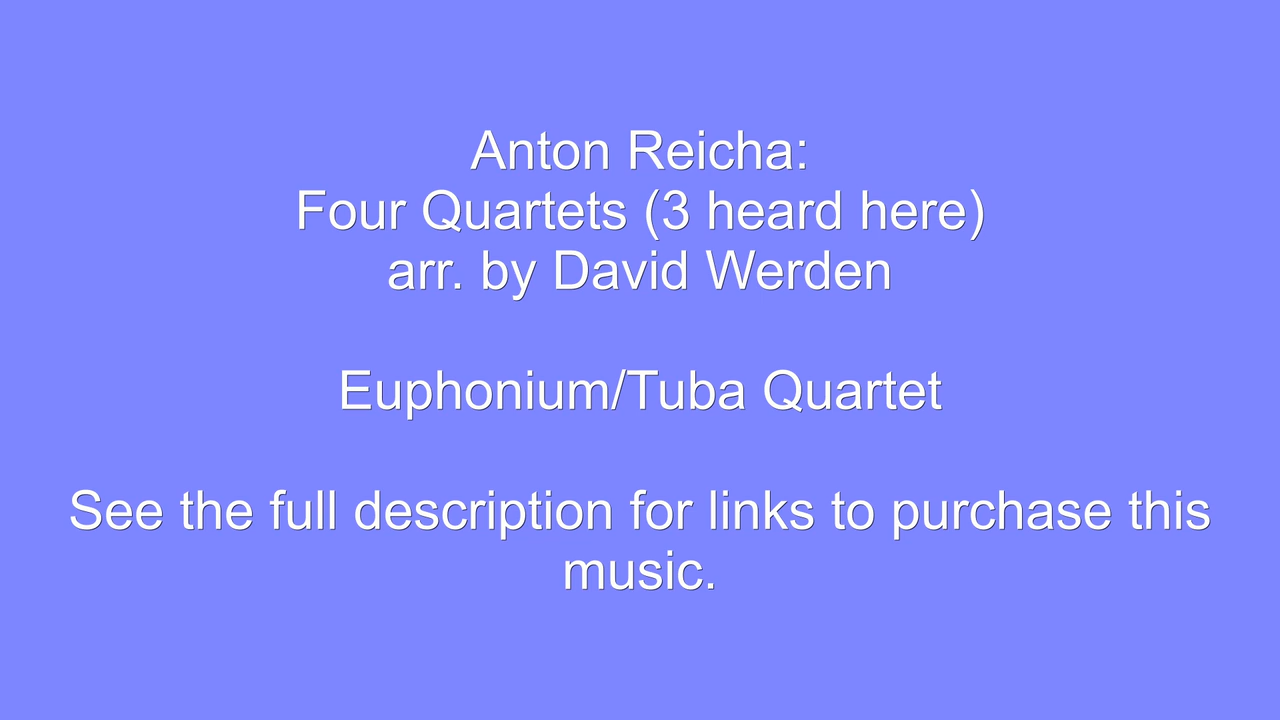 Anton Reicha:
Four Quartets (3 heard here)
arr. by David Werden
Euphonium/Tuba Quartet
See the full description for links to purchase this
music.